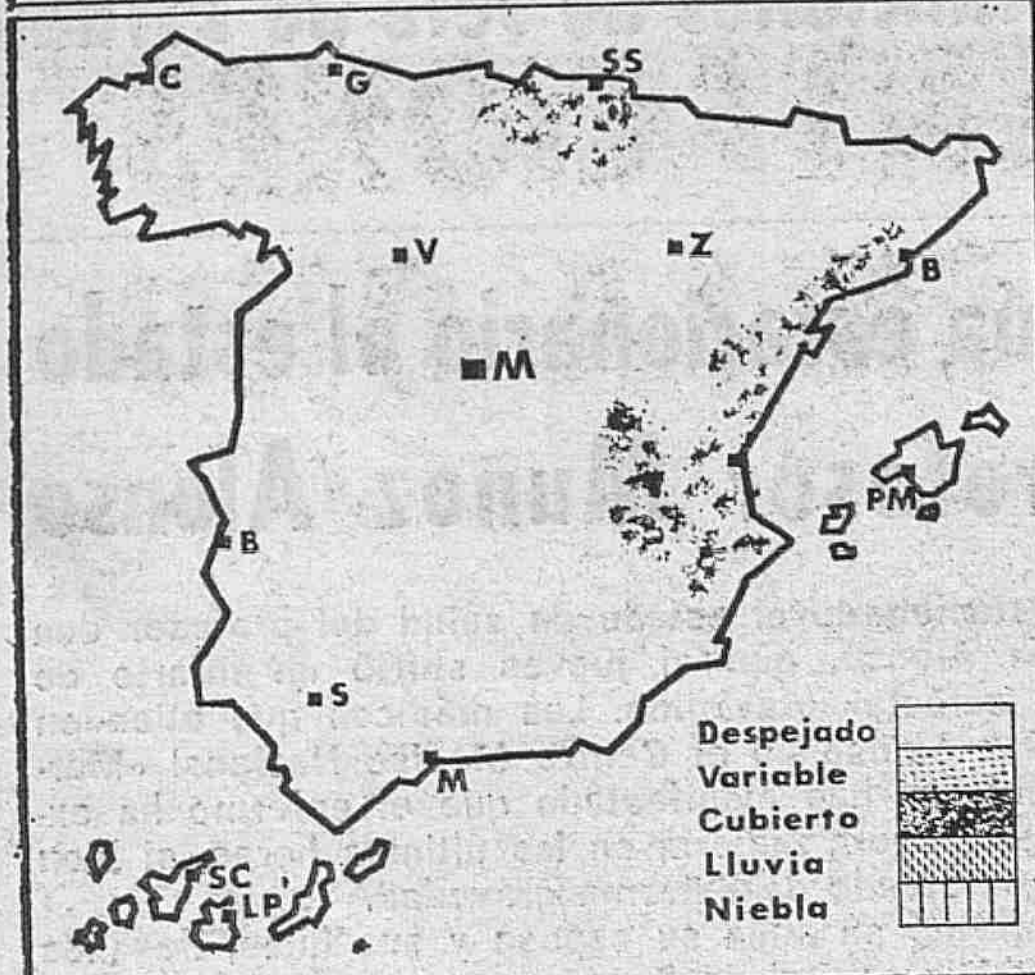 SS
C
G
V
Z
B
M
PM
B
S
M
SC
LP
Despejado
Variable
Cubierto
Lluvia
Niebla